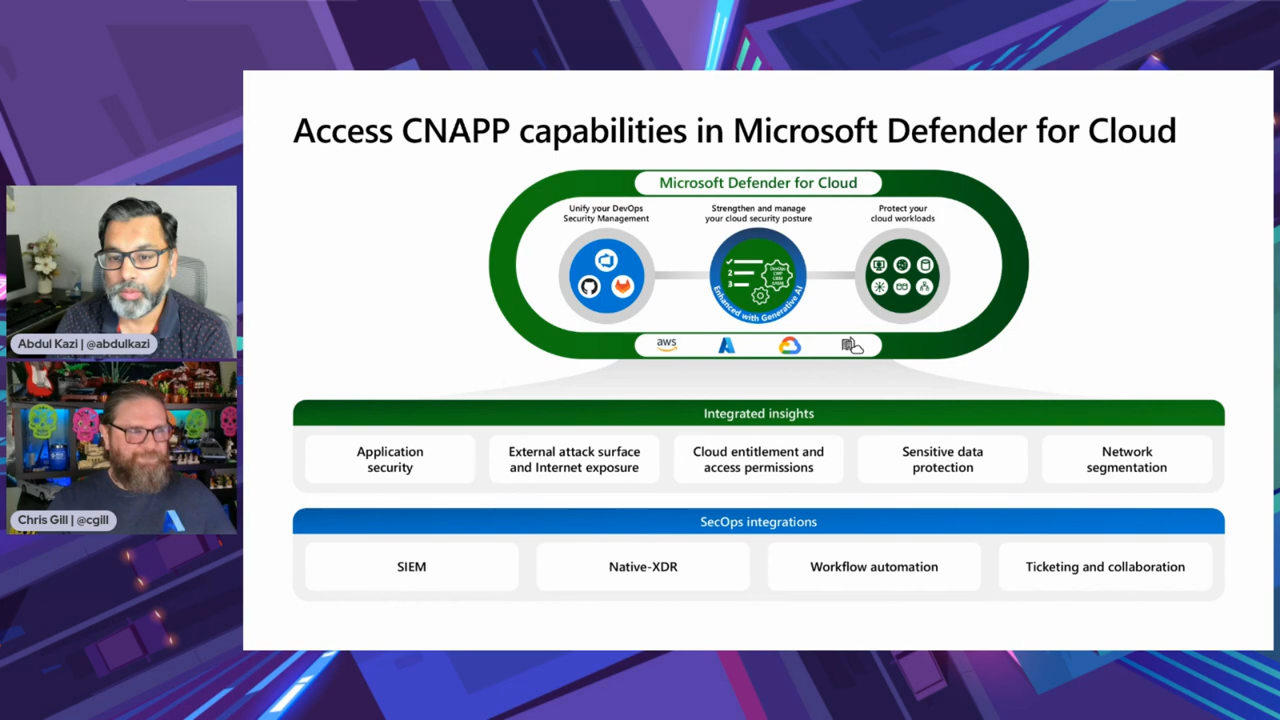 Access CNAPP capabilities in Microsoft Defender for Cloud
Microsoft Defender for Cloud
Unify your DevOps
Security Management
Strengthen and manage
your cloud security posture
Protect your
cloud workloads
1
2
3
Enhanced with Generative AI
aws
Integrated insights
Application
security
External attack surface
and Internet exposure
Cloud entitlement and
access permissions
Sensitive data
protection
Network
segmentation
SecOps integrations
SIEM
Native-XDR
Workflow automation
Ticketing and collaboration
Abdul Kazi | @abdulkazi
Chris Gill | @cgill